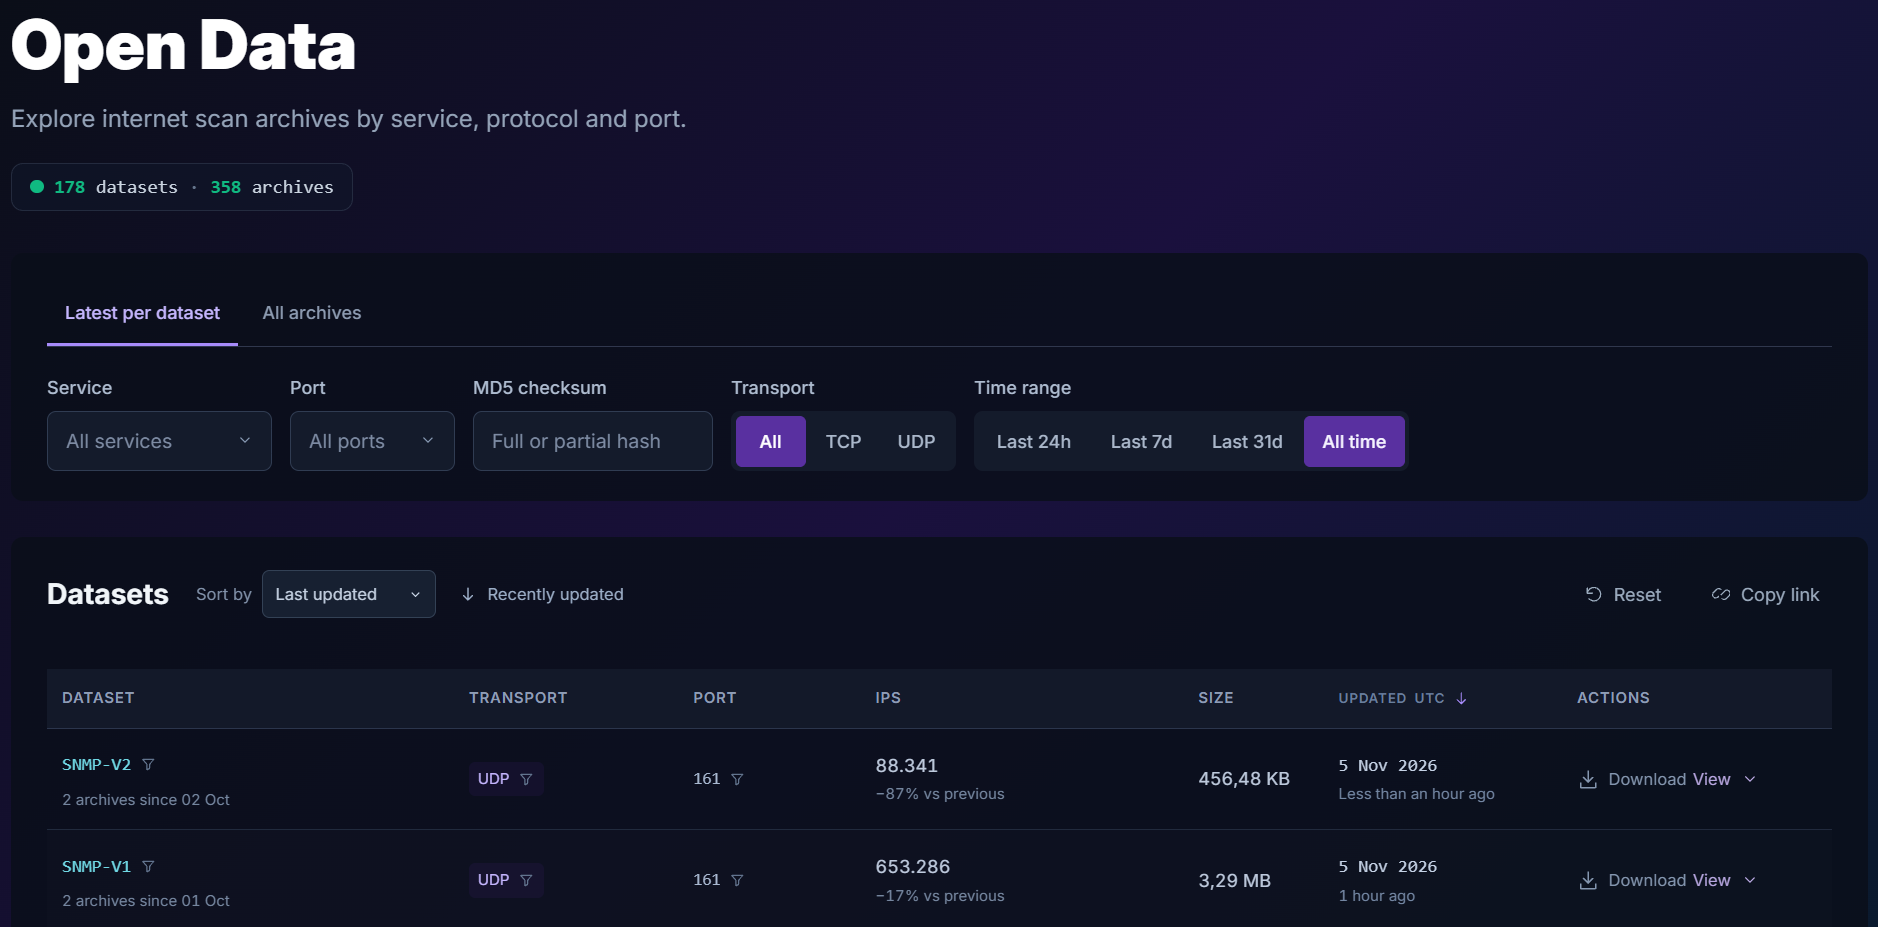 Open Data
Explore internet scan archives by service, protocol and port.
178 datasets · 358 archives
Latest per dataset All archives
Service Port MD5 checksum Transport Time range
All services All ports Full or partial hash All TCP UDP Last 24h Last 7d Last 31d All time
Datasets Sort by Last updated ↓ Recently updated Reset Copy link
DATASET TRANSPORT PORT IPS SIZE UPDATED UTC ↓ ACTIONS
SNMP-V2 UDP 161 88.341 456,48 KB 5 Nov 2026 Download View
2 archives since 02 Oct −87% vs previous Less than an hour ago
SNMP-V1 UDP 161 653.286 3,29 MB 5 Nov 2026 Download View
2 archives since 01 Oct −17% vs previous 1 hour ago